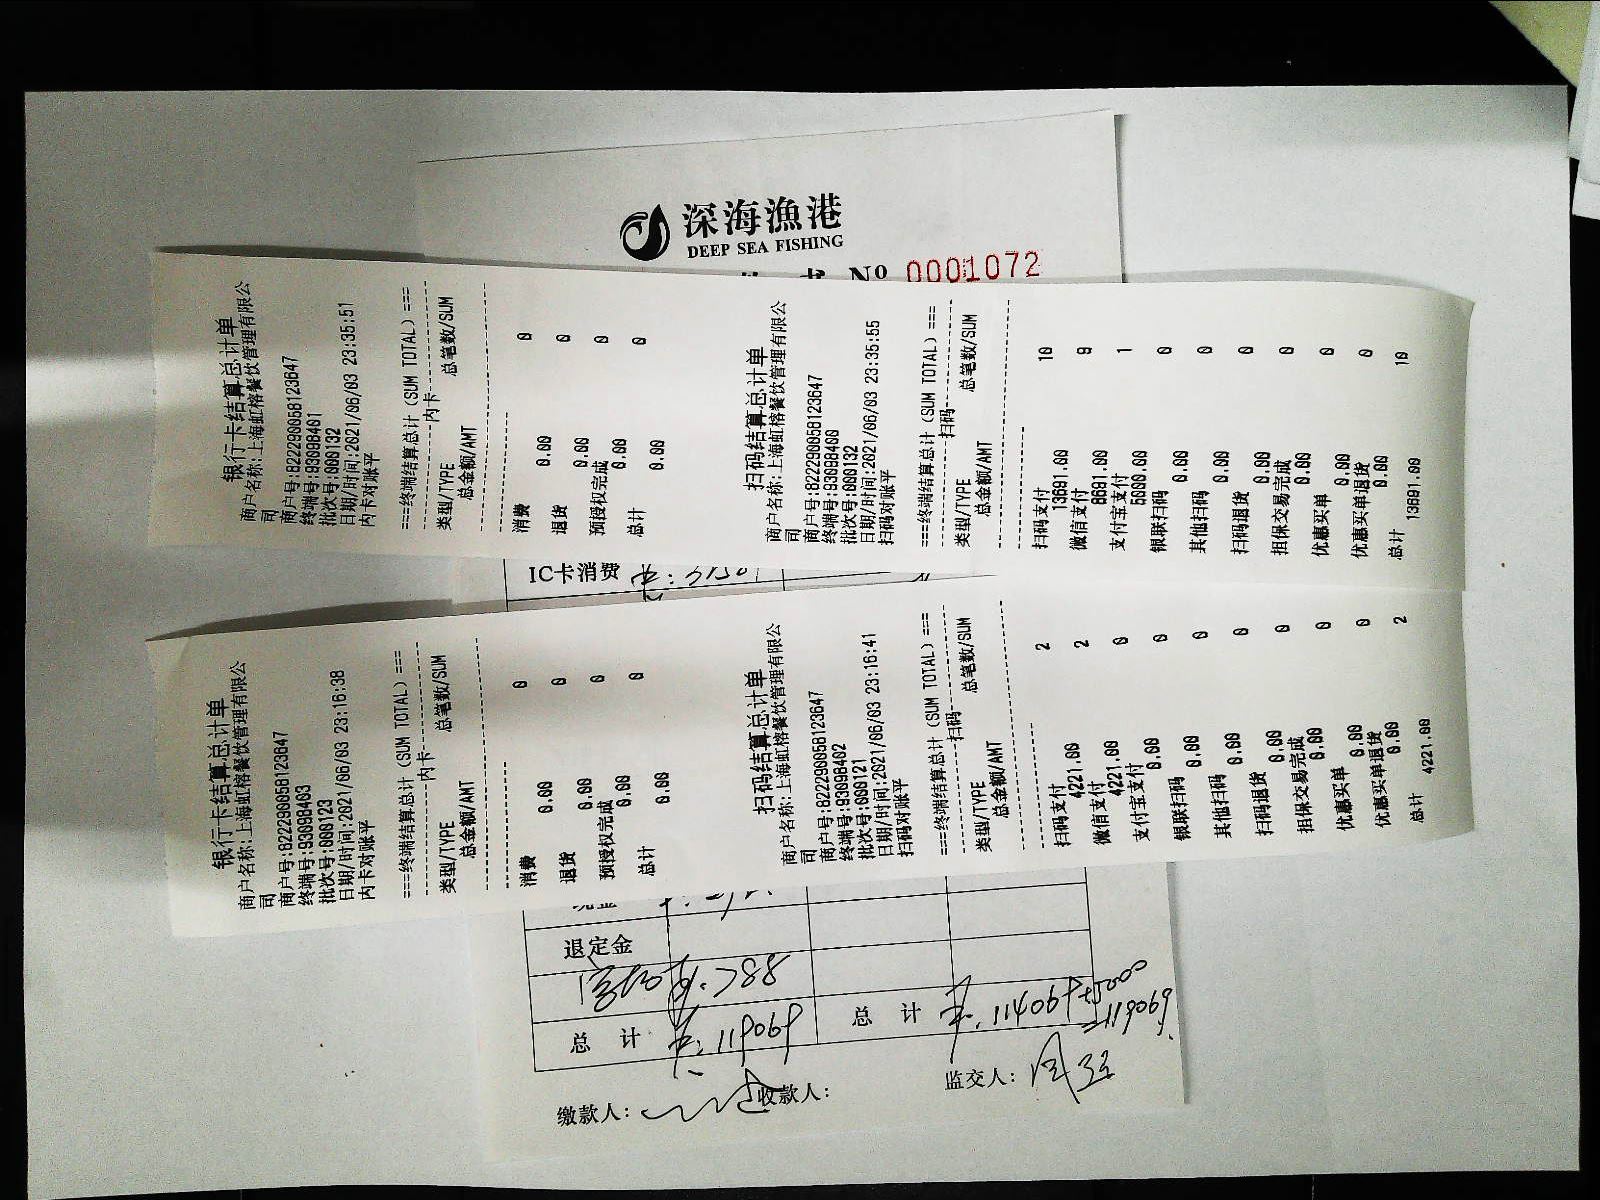 深海漁港
DEEP SEA FISHING
№ 0001072
银行卡结算总计单
商户名称:上海虹榕餐饮管理有限公
司
商户号:822290058123647
终端号:93098401
批次号:000132
日期/时间:2021/06/03 23:35:51
内卡对账平
===终端结算总计(SUM TOTAL)===
内卡
类型/TYPE 总笔数/SUM
总金额/AMT
消费 0
0.00
退货 0
0.00
预授权完成 0
0.00
总计 0
0.00
扫码结算总计单
商户名称:上海虹榕餐饮管理有限公
司
商户号:822290058123647
终端号:93098400
批次号:000132
日期/时间:2021/06/03 23:35:55
扫码对账平
===终端结算总计(SUM TOTAL)===
扫码
类型/TYPE 总笔数/SUM
总金额/AMT
扫码支付 10
13681.00
微信支付 9
8681.00
支付宝支付 1
5000.00
银联扫码 0
0.00
其他扫码 0
0.00
扫码退货 0
0.00
担保交易完成 0
0.00
优惠买单 0
0.00
优惠买单退货 0
0.00
总计 10
13681.00
IC卡消费
银行卡结算总计单
商户名称:上海虹榕餐饮管理有限公
司
商户号:822290058123647
终端号:93098403
批次号:000123
日期/时间:2021/06/03 23:16:38
内卡对账平
===终端结算总计(SUM TOTAL)===
内卡
类型/TYPE 总笔数/SUM
总金额/AMT
消费 0
0.00
退货 0
0.00
预授权完成 0
0.00
总计 0
0.00
扫码结算总计单
商户名称:上海虹榕餐饮管理有限公
司
商户号:822290058123647
终端号:93098402
批次号:000121
日期/时间:2021/06/03 23:16:41
扫码对账平
===终端结算总计(SUM TOTAL)===
扫码
类型/TYPE 总笔数/SUM
总金额/AMT
扫码支付 2
4221.00
微信支付 2
4221.00
支付宝支付 0
0.00
银联扫码 0
0.00
其他扫码 0
0.00
扫码退货 0
0.00
担保交易完成 0
0.00
优惠买单 0
0.00
优惠买单退货 0
0.00
总计 2
4221.00
退定金
总 计 总 计
缴款人: 收款人: 监交人: